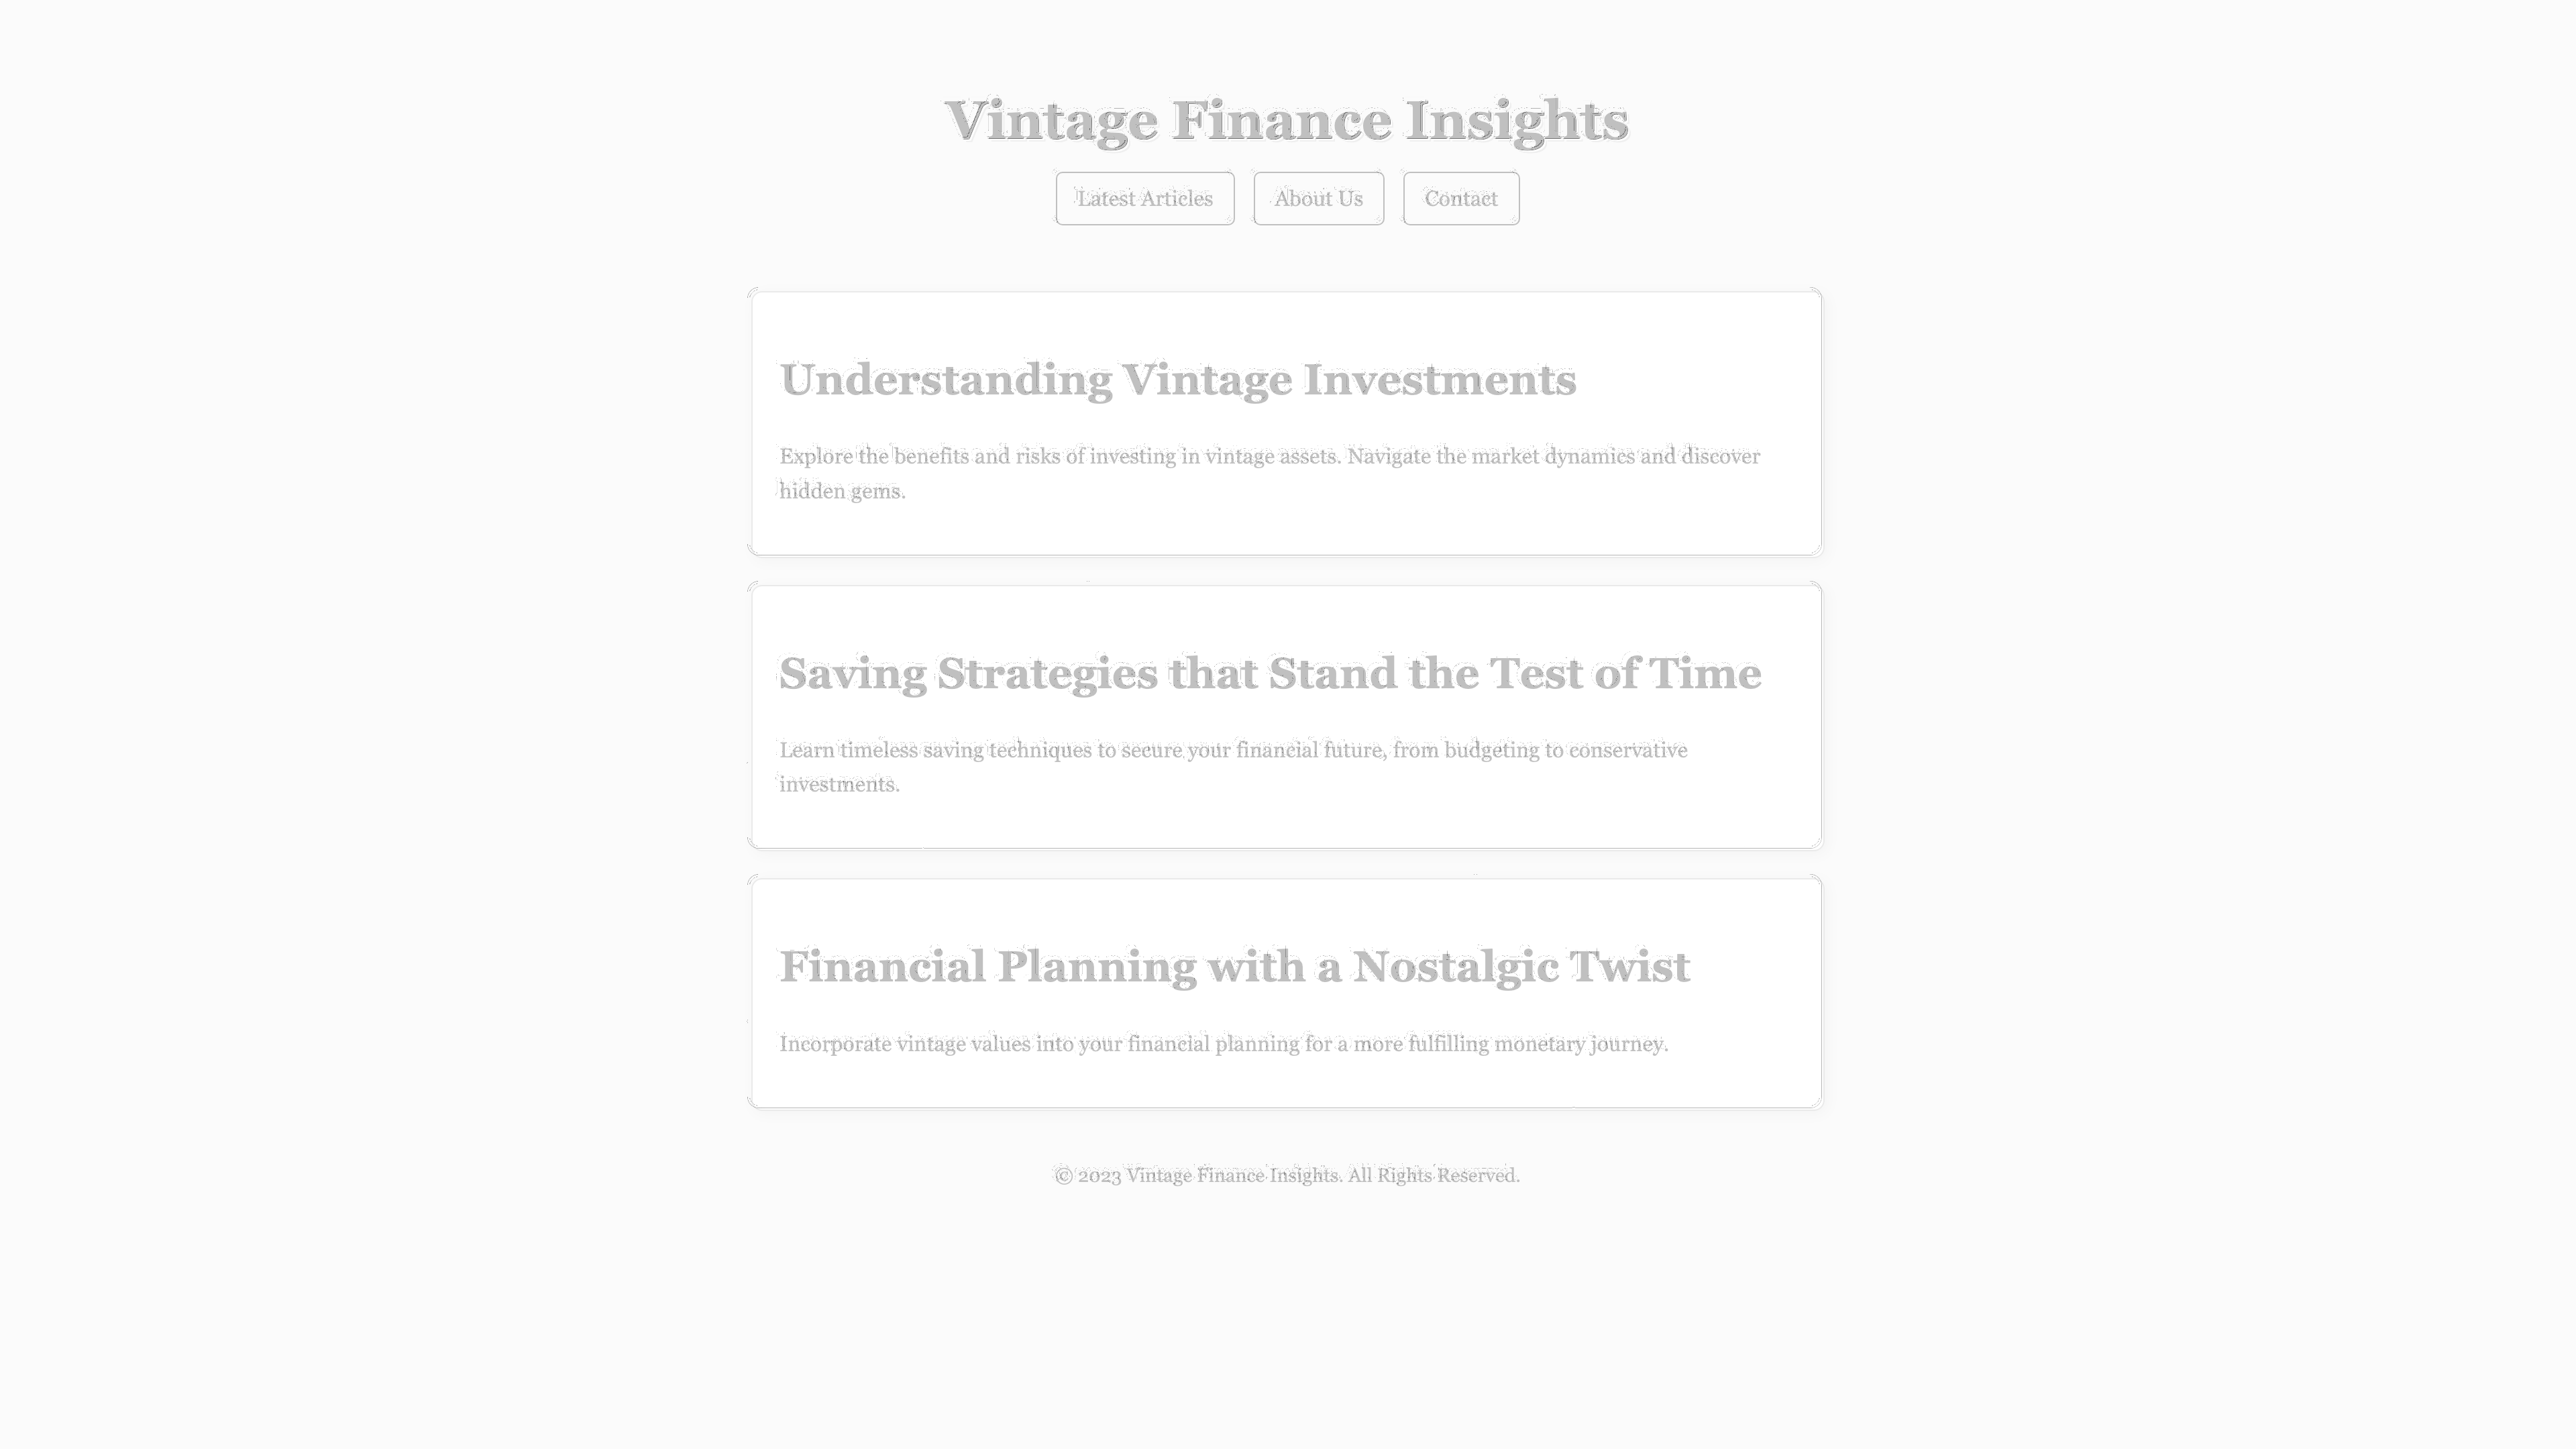 Vintage Finance Insights
Latest Articles
About Us
Contact
Understanding Vintage Investments
Explore the benefits and risks of investing in vintage assets. Navigate the market dynamics and discover
hidden gems.
Saving Strategies that Stand the Test of Time
Learn timeless saving techniques to secure your financial future, from budgeting to conservative
investments.
Financial Planning with a Nostalgic Twist
Incorporate vintage values into your financial planning for a more fulfilling monetary journey.
© 2023 Vintage Finance Insights. All Rights Reserved.